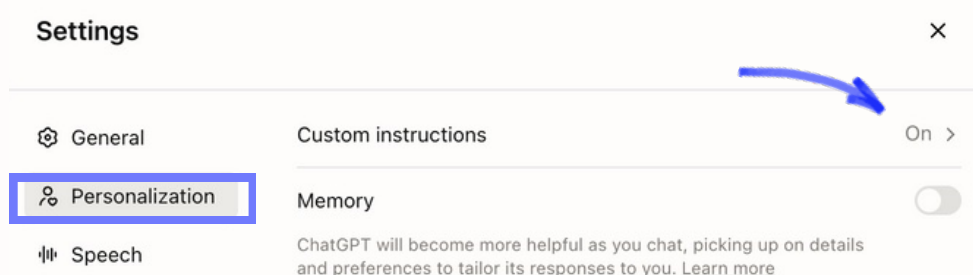 Settings
General
Custom instructions
On
Personalization
Memory
Speech
ChatGPT will become more helpful as you chat, picking up on details
and preferences to tailor its responses to you. Learn more